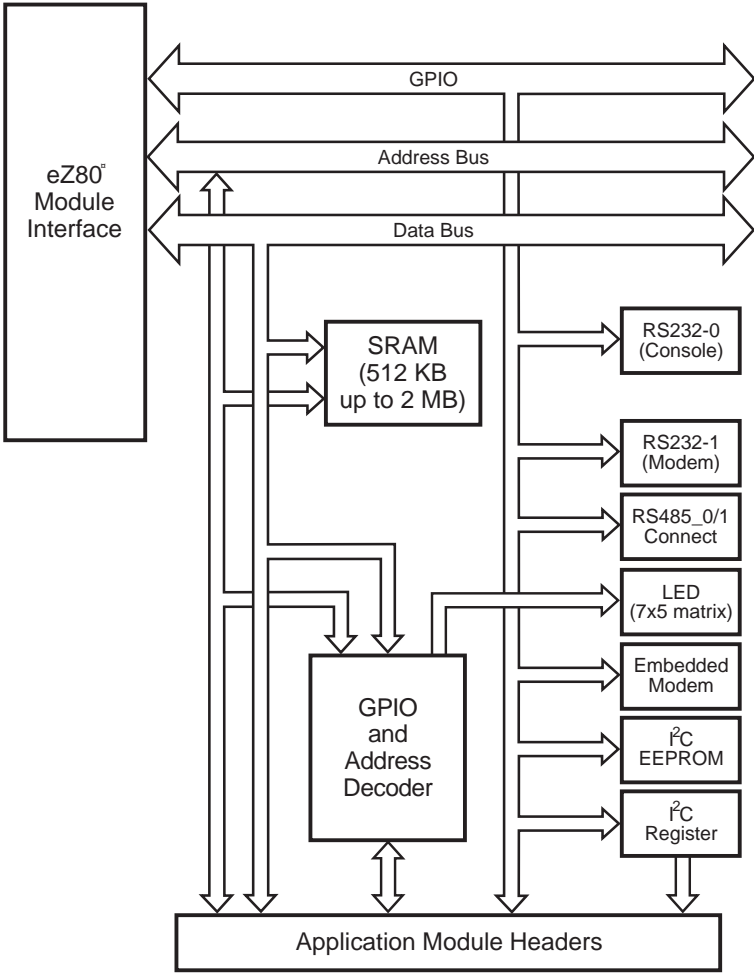 GPIO
Address Bus
Data Bus
eZ80¤
Module
Interface
SRAM
(512 KB
up to 2 MB)
RS232-0
(Console)
RS232-1
(Modem)
RS485_0/1
Connect
LED
(7x5 matrix)
Embedded
Modem
I²C
EEPROM
I²C
Register
GPIO
and
Address
Decoder
Application Module Headers